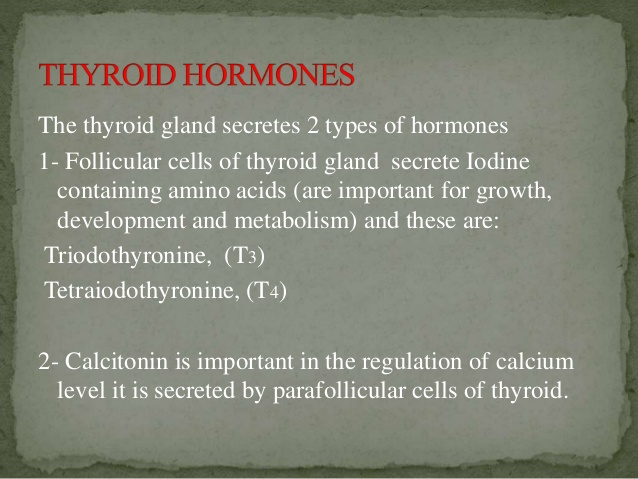 THYROID HORMONES
The thyroid gland secretes 2 types of hormones
1- Follicular cells of thyroid gland secrete Iodine
containing amino acids (are important for growth,
development and metabolism) and these are:
Triodothyronine, (T3)
Tetraiodothyronine, (T4)
2- Calcitonin is important in the regulation of calcium
level it is secreted by parafollicular cells of thyroid.